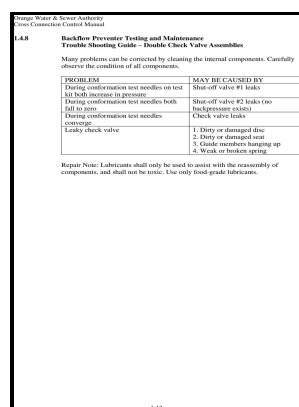 Orange Water & Sewer Authority
Cross Connection Control Manual
1.4.8 Backflow Preventer Testing and Maintenance
Trouble Shooting Guide – Double Check Valve Assemblies
Many problems can be corrected by cleaning the internal components. Carefully
observe the condition of all components.
PROBLEM MAY BE CAUSED BY
During conformation test needles on test Shut-off valve #1 leaks
kit both increase in pressure
During conformation test needles both Shut-off valve #2 leaks (no
fall to zero backpressure exists)
During conformation test needles Check valve leaks
converge
Leaky check valve 1. Dirty or damaged disc
2. Dirty or damaged seat
3. Guide members hanging up
4. Weak or broken spring
Repair Note: Lubricants shall only be used to assist with the reassembly of
components, and shall not be toxic. Use only food-grade lubricants.